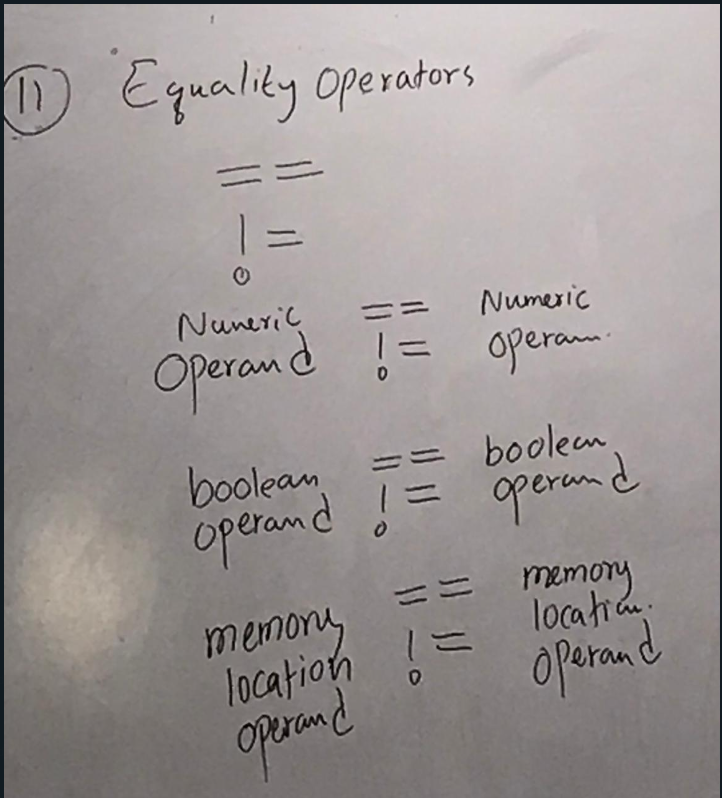 11 Equality Operators
==
!=
Numeric == Numeric
Operand != operan
boolean == boolean
operand != operand
memory == memory
location != location.
operand operand